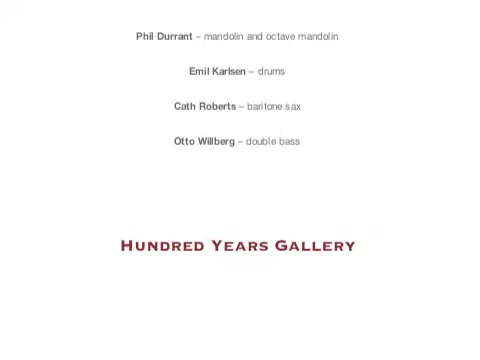 Phil Durrant – mandolin and octave mandolin
Emil Karlsen – drums
Cath Roberts – baritone sax
Otto Willberg – double bass
Hundred Years Gallery